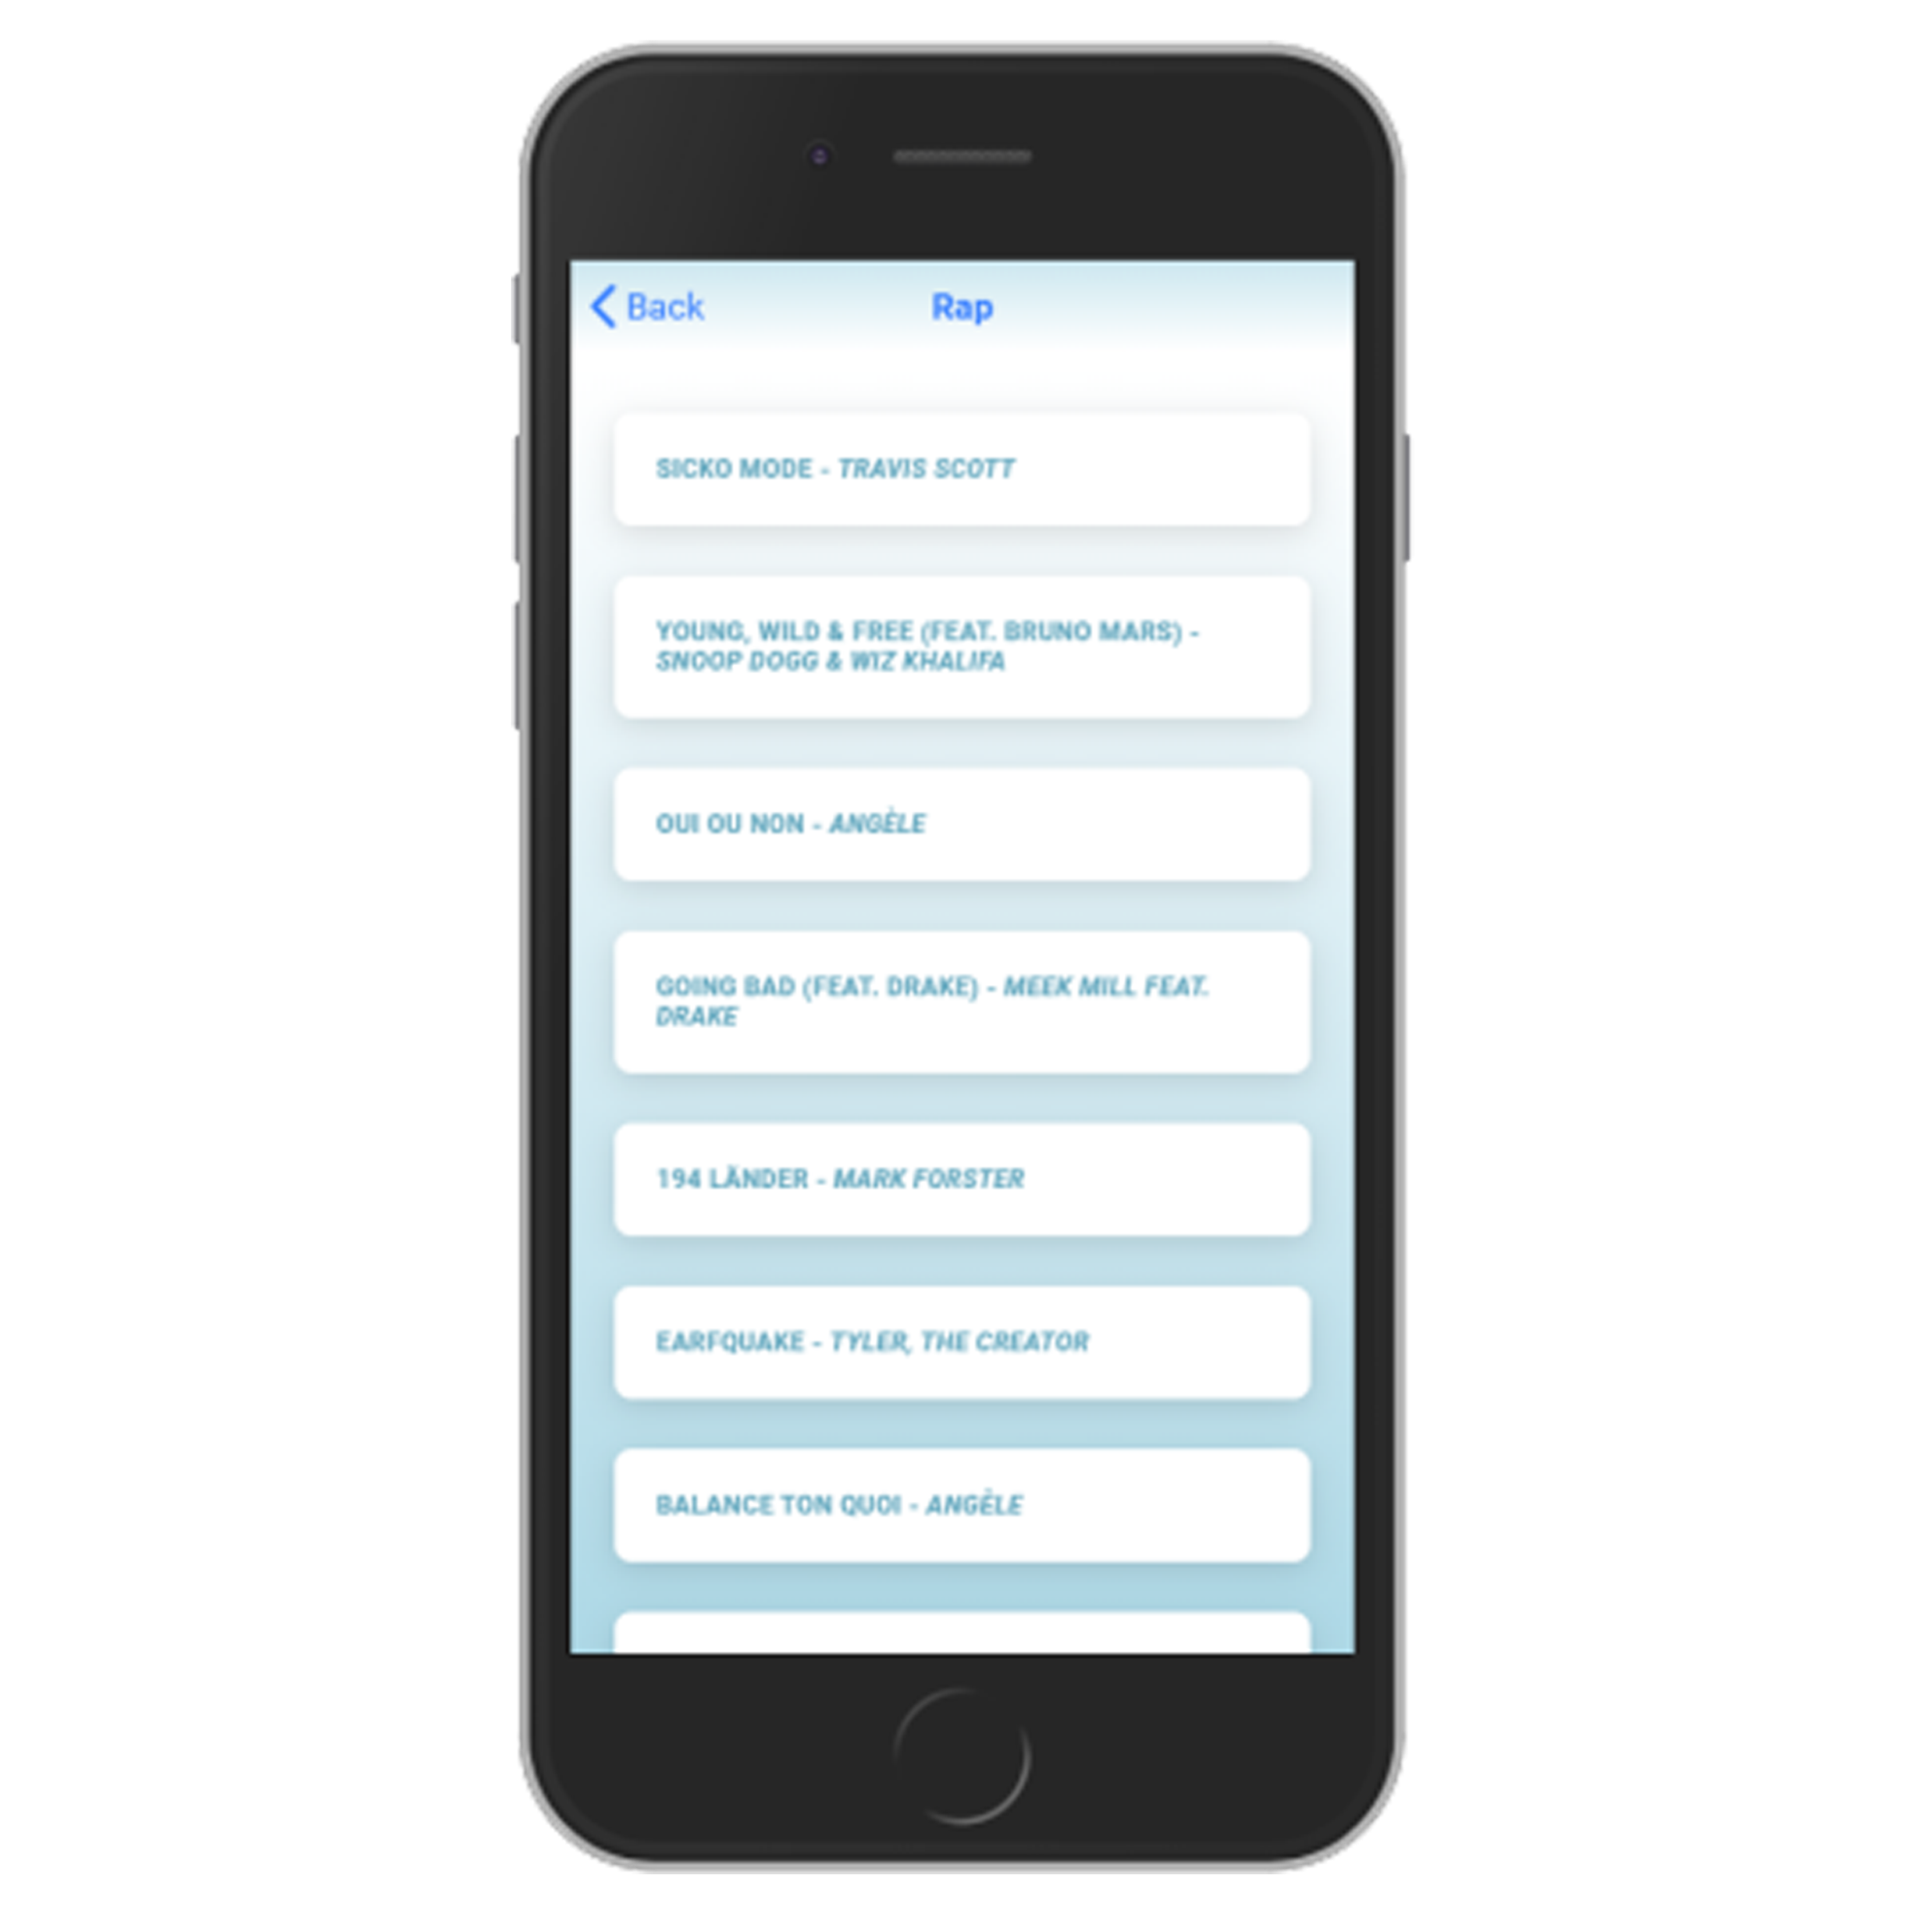 Back
Rap
SICKO MODE - TRAVIS SCOTT
YOUNG, WILD & FREE (FEAT. BRUNO MARS) -
SNOOP DOGG & WIZ KHALIFA
OUI OU NON - ANGÈLE
GOING BAD (FEAT. DRAKE) - MEEK MILL FEAT.
DRAKE
194 LÄNDER - MARK FORSTER
EARFQUAKE - TYLER, THE CREATOR
BALANCE TON QUOI - ANGÈLE